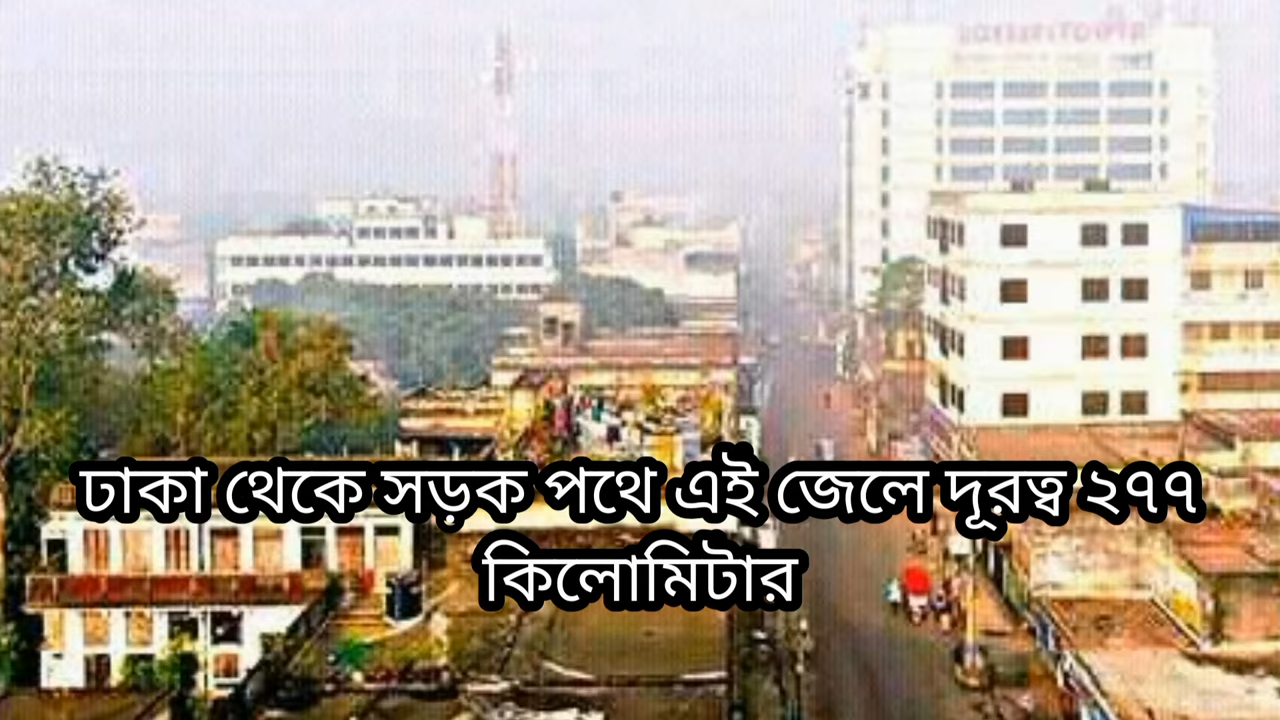 ঢাকা থেকে সড়ক পথে এই জেলে দূরত্ব ২৭৭
কিলোমিটার